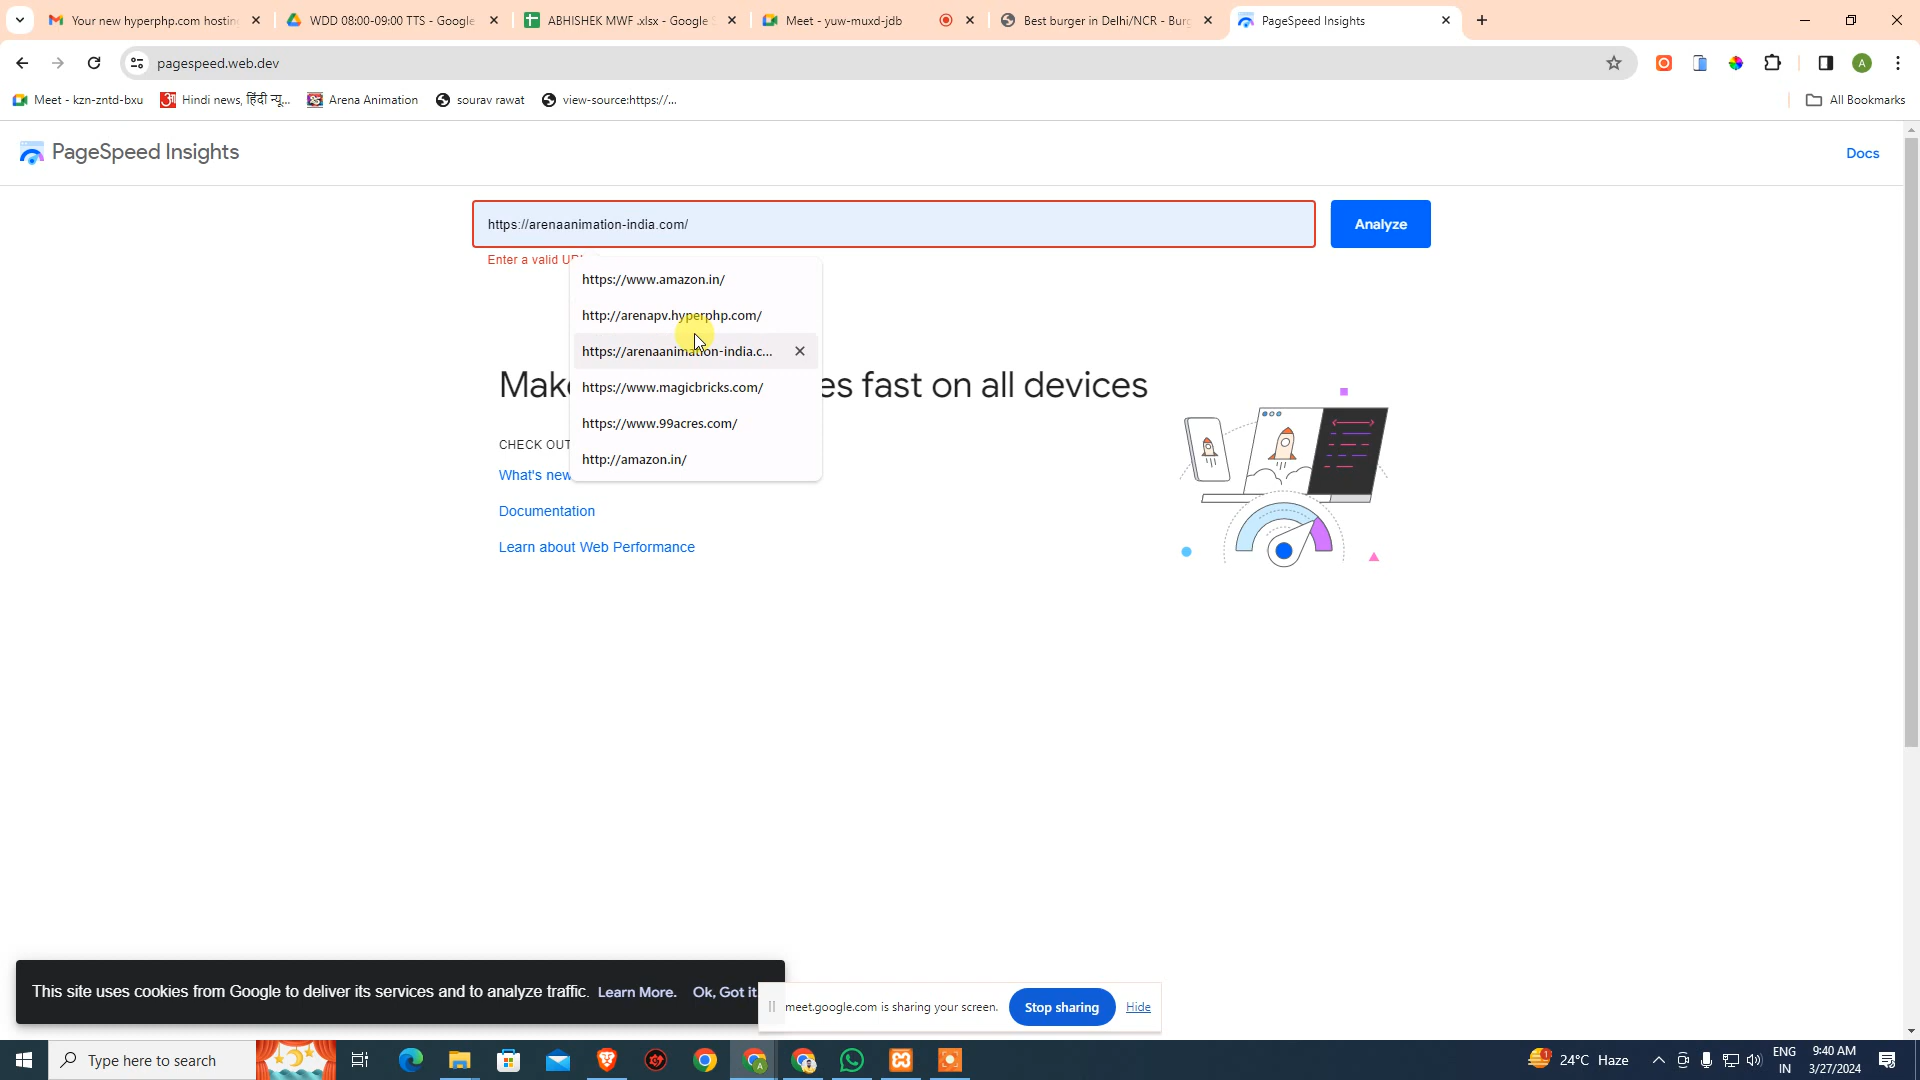 Your new hyperphp.com hosting
WDD 08:00-09:00 TTS - Google
ABHISHEK MWF .xlsx - Google S
Meet - yuw-muxd-jdb
Best burger in Delhi/NCR - Burg
PageSpeed Insights
pagespeed.web.dev
Meet - kzn-zntd-bxu
Hindi news, हिंदी न्यू...
Arena Animation
sourav rawat
view-source:https://...
All Bookmarks
PageSpeed Insights
Docs
https://arenaanimation-india.com/
Analyze
Enter a valid URL
https://www.amazon.in/
http://arenapv.hyperphp.com/
https://arenaanimation-india.c...
https://www.magicbricks.com/
https://www.99acres.com/
http://amazon.in/
Mak es fast on all devices
CHECK OUT
What's new
Documentation
Learn about Web Performance
This site uses cookies from Google to deliver its services and to analyze traffic. Learn More. Ok, Got it
meet.google.com is sharing your screen.
Stop sharing
Hide
Type here to search
24°C Haze
ENG
IN
9:40 AM
3/27/2024